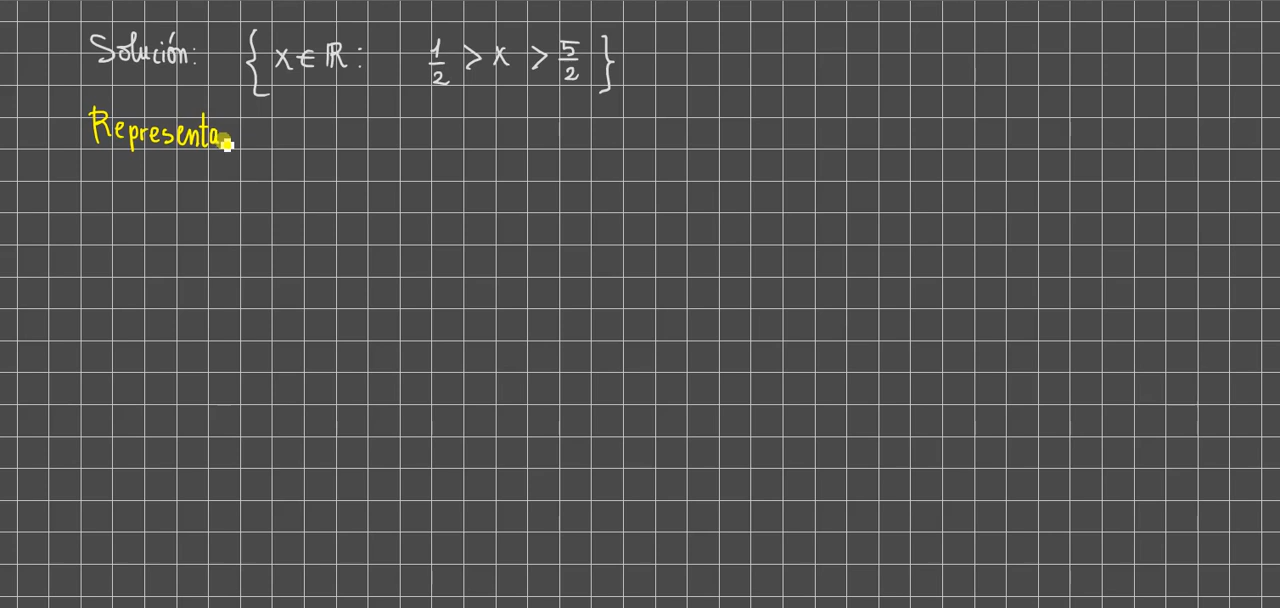 Solución: { x ∈ ℝ : 1/2 > x > 5/2 }
Representa